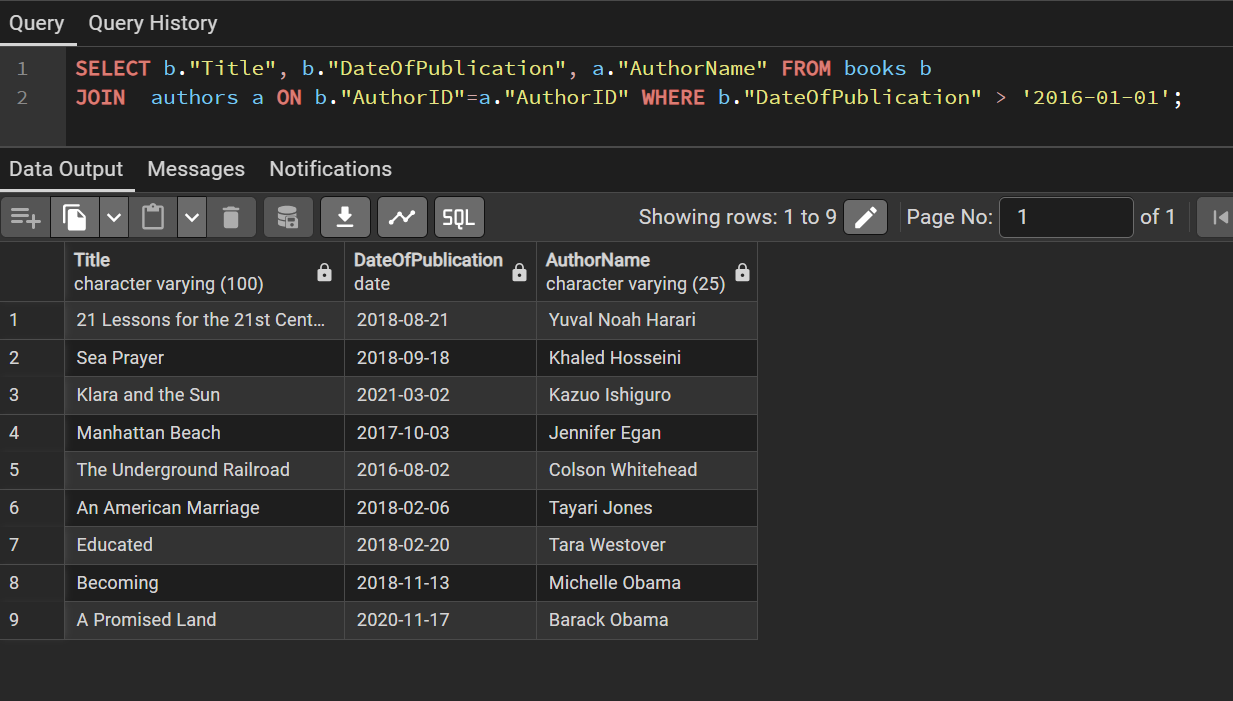 Query Query History
1 SELECT b."Title", b."DateOfPublication", a."AuthorName" FROM books b
2 JOIN  authors a ON b."AuthorID"=a."AuthorID" WHERE b."DateOfPublication" > '2016-01-01';
Data Output Messages Notifications
SQL Showing rows: 1 to 9 Page No: 1 of 1
Title DateOfPublication AuthorName
character varying (100) date character varying (25)
1 21 Lessons for the 21st Cent... 2018-08-21 Yuval Noah Harari
2 Sea Prayer 2018-09-18 Khaled Hosseini
3 Klara and the Sun 2021-03-02 Kazuo Ishiguro
4 Manhattan Beach 2017-10-03 Jennifer Egan
5 The Underground Railroad 2016-08-02 Colson Whitehead
6 An American Marriage 2018-02-06 Tayari Jones
7 Educated 2018-02-20 Tara Westover
8 Becoming 2018-11-13 Michelle Obama
9 A Promised Land 2020-11-17 Barack Obama